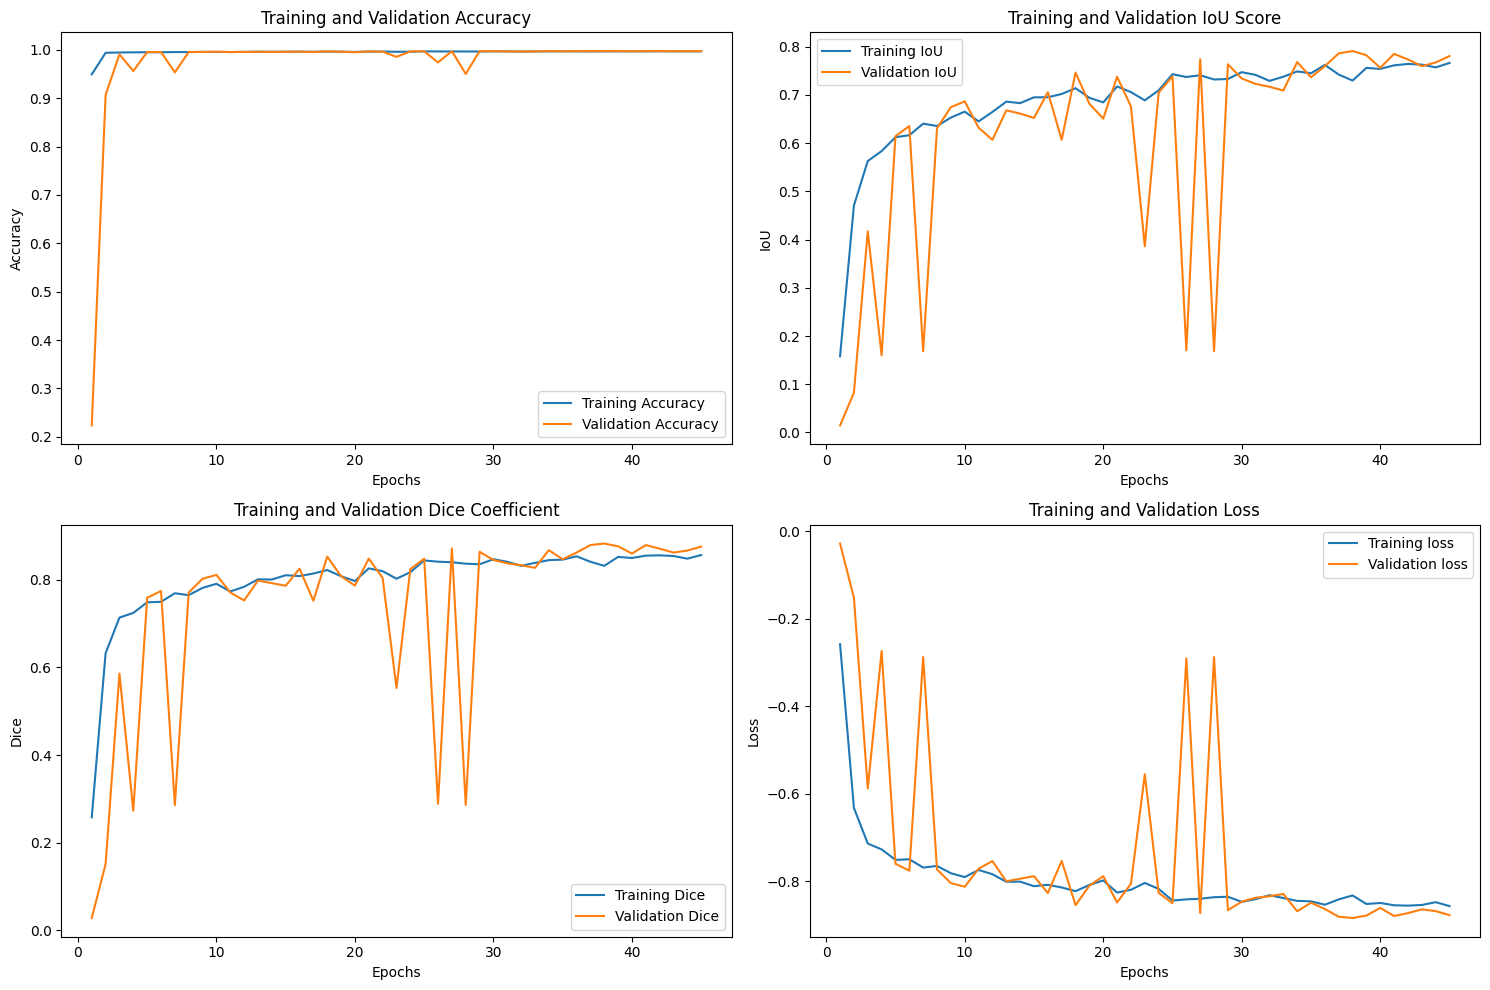 Training and Validation Accuracy
1.0
0.9
0.8
0.7
0.6
0.5
0.4
0.3
0.2
Accuracy
Training Accuracy
Validation Accuracy
0 10 20 30 40
Epochs
Training and Validation IoU Score
0.8
0.7
0.6
0.5
0.4
0.3
0.2
0.1
0.0
IoU
Training IoU
Validation IoU
0 10 20 30 40
Epochs
Training and Validation Dice Coefficient
0.8
0.6
0.4
0.2
0.0
Dice
Training Dice
Validation Dice
0 10 20 30 40
Epochs
Training and Validation Loss
0.0
−0.2
−0.4
−0.6
−0.8
Loss
Training loss
Validation loss
0 10 20 30 40
Epochs